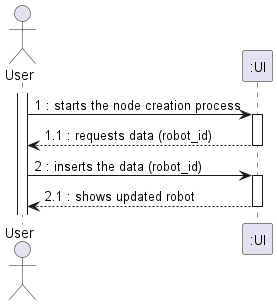 User
:UI
1 : starts the node creation process
1.1 : requests data (robot_id)
2 : inserts the data (robot_id)
2.1 : shows updated robot
User
:UI